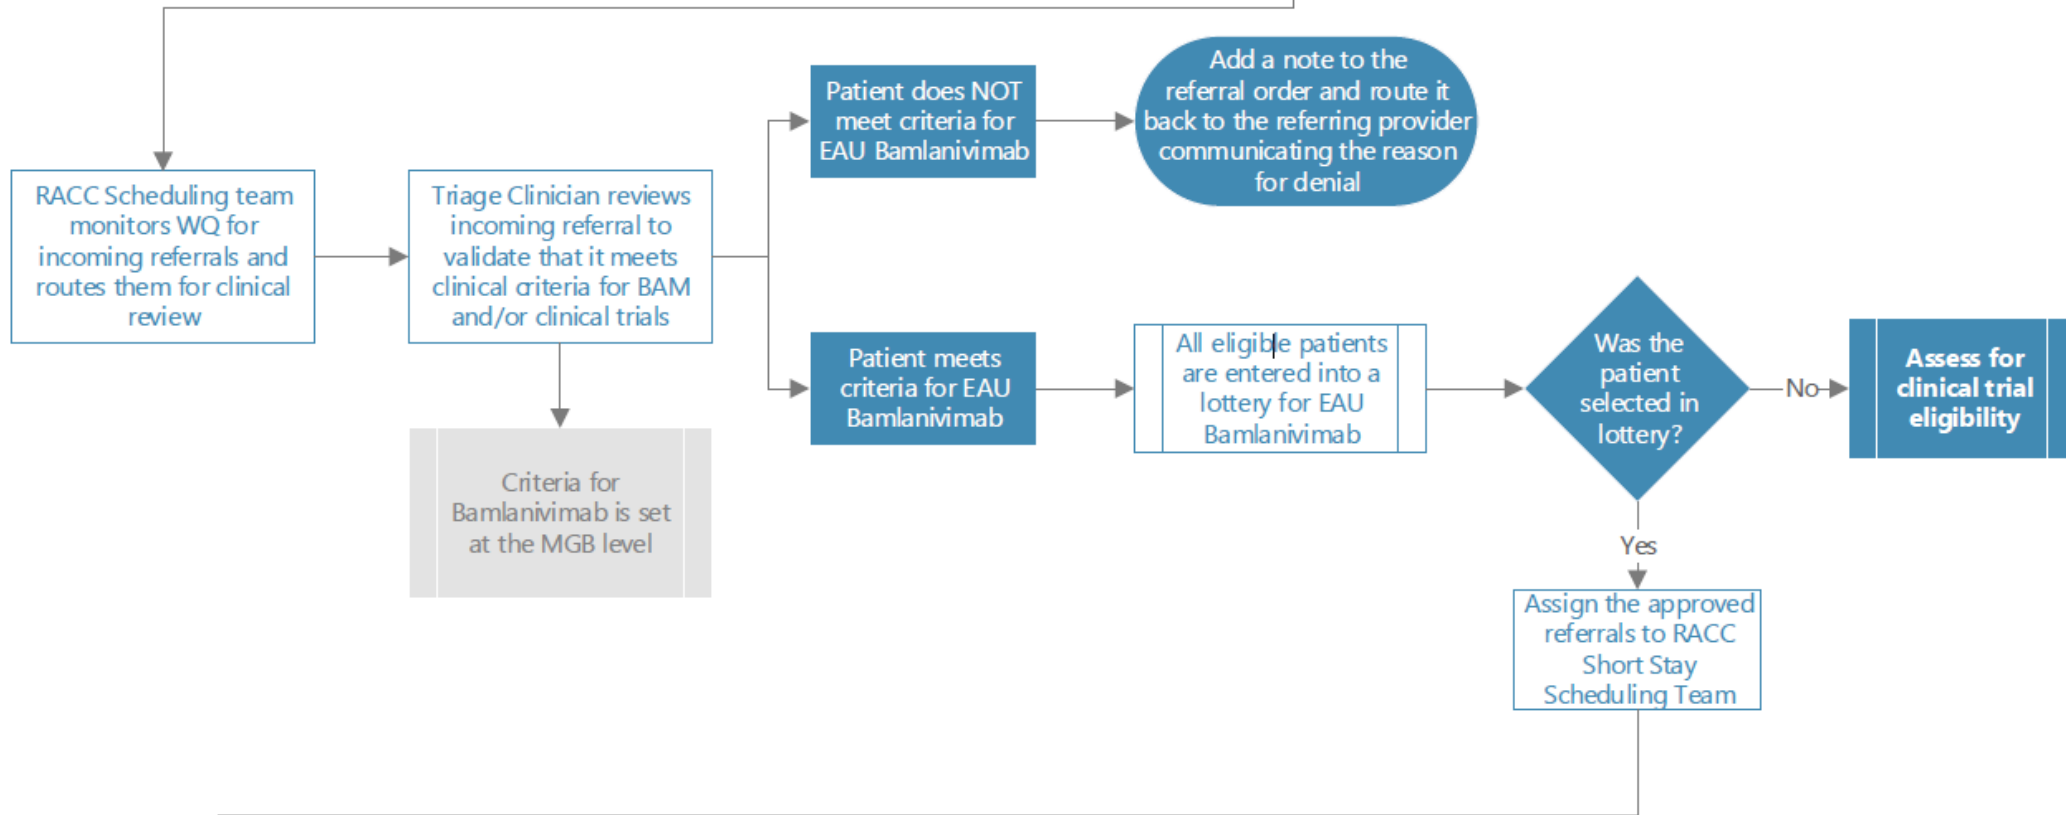 RACC Scheduling team
monitors WQ for
incoming referrals and
routes them for clinical
review
Triage Clinician reviews
incoming referral to
validate that it meets
clinical criteria for BAM
and/or clinical trials
Criteria for
Bamlanivimab is set
at the MGB level
Patient does NOT
meet criteria for
EAU Bamlanivimab
Add a note to the
referral order and route it
back to the referring provider
communicating the reason
for denial
Patient meets
criteria for EAU
Bamlanivimab
All eligible patients
are entered into a
lottery for EAU
Bamlanivimab
Was the
patient
selected in
lottery?
No
Assess for
clinical trial
eligibility
Yes
Assign the approved
referrals to RACC
Short Stay
Scheduling Team